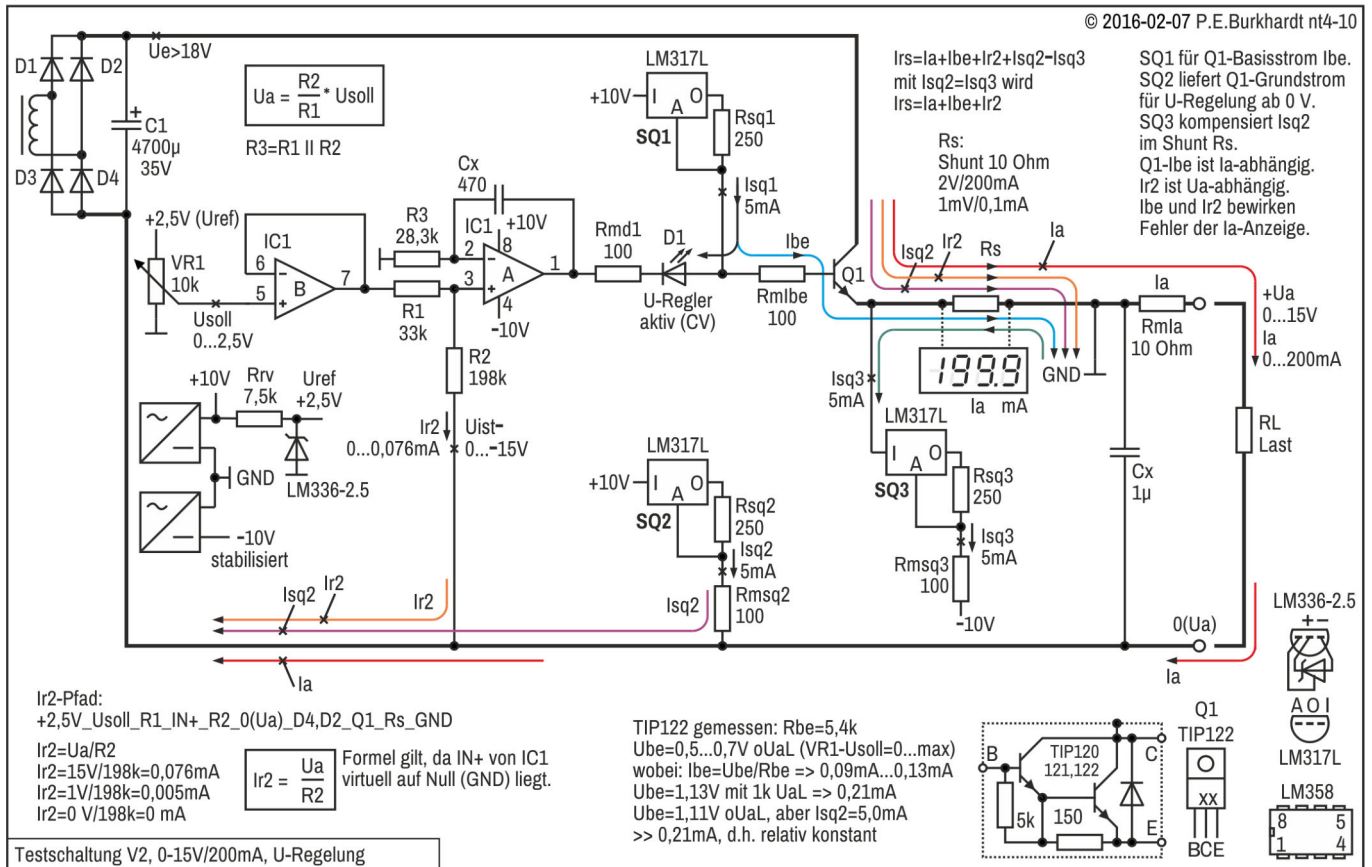 © 2016-02-07 P.E.Burkhardt nt4-10
D1
D2
D3
D4
Ue>18V
+
C1
4700µ
35V
Ua = R2/R1 * Usoll
R3=R1 II R2
LM317L
+10V
I
A
O
SQ1
Rsq1
250
Isq1
5mA
Irs=Ia+Ibe+Ir2+Isq2-Isq3
mit Isq2=Isq3 wird
Irs=Ia+Ibe+Ir2
Rs:
Shunt 10 Ohm
2V/200mA
1mV/0,1mA
SQ1 für Q1-Basisstrom Ibe.
SQ2 liefert Q1-Grundstrom
für U-Regelung ab 0 V.
SQ3 kompensiert Isq2
im Shunt Rs.
Q1-Ibe ist Ia-abhängig.
Ir2 ist Ua-abhängig.
Ibe und Ir2 bewirken
Fehler der Ia-Anzeige.
+2,5V (Uref)
VR1
10k
Usoll
0...2,5V
IC1
6
5
−
+
B
7
R3
28,3k
R1
33k
Cx
470
IC1
+10V
8
2
3
−
+
A
1
4
-10V
Rmd1
100
D1
U-Regler
aktiv (CV)
Ibe
RmIbe
100
Q1
Isq2
Ir2
Rs
Ia
Ia
RmIa
10 Ohm
+Ua
0...15V
Ia
0...200mA
199.9
Ia mA
GND
R2
198k
Ir2
0...0,076mA
Uist-
0...-15V
+10V
Rrv
7,5k
Uref
+2,5V
LM336-2.5
~
GND
~
-10V
stabilisiert
LM317L
+10V
I
A
O
SQ2
Rsq2
250
Isq2
5mA
Rmsq2
100
Isq3
5mA
LM317L
I
A
O
SQ3
Rsq3
250
Isq3
5mA
Rmsq3
100
-10V
Cx
1µ
RL
Last
Isq2
Ir2
Ir2
Isq2
Ia
0(Ua)
Ia
LM336-2.5
+ −
A O I
LM317L
LM358
8
5
1
4
Ir2-Pfad:
+2,5V_Usoll_R1_IN+_R2_0(Ua)_D4,D2_Q1_Rs_GND
Ir2=Ua/R2
Ir2=15V/198k=0,076mA
Ir2=1V/198k=0,005mA
Ir2=0 V/198k=0 mA
Ir2 = Ua/R2
Formel gilt, da IN+ von IC1
virtuell auf Null (GND) liegt.
TIP122 gemessen: Rbe=5,4k
Ube=0,5...0,7V oUaL (VR1-Usoll=0...max)
wobei: Ibe=Ube/Rbe => 0,09mA...0,13mA
Ube=1,13V mit 1k UaL => 0,21mA
Ube=1,11V oUaL, aber Isq2=5,0mA
>> 0,21mA, d.h. relativ konstant
B
TIP120
121,122
C
5k
150
E
Q1
TIP122
xx
BCE
Testschaltung V2, 0-15V/200mA, U-Regelung